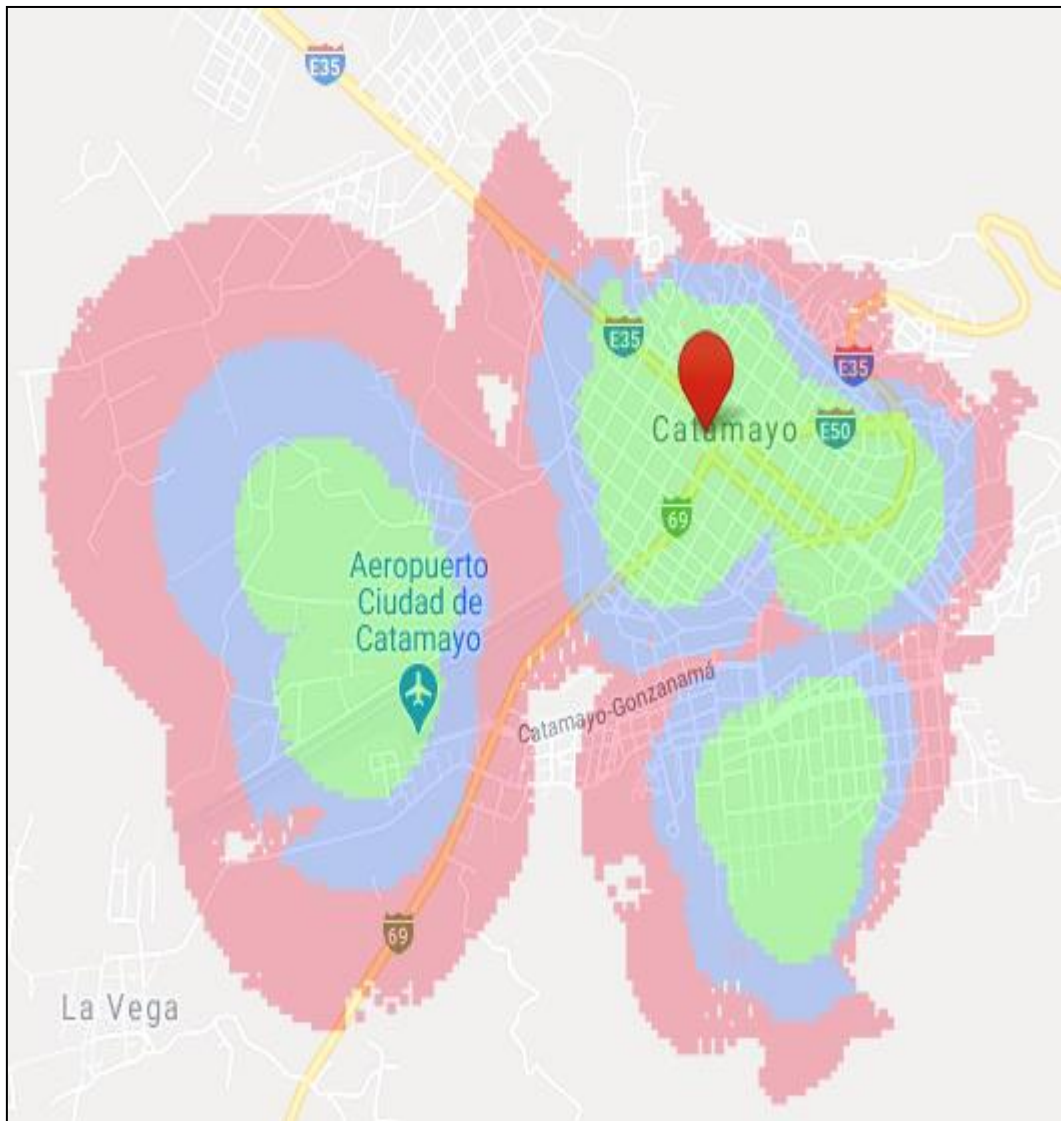 E35
E35
E35
Catamayo
E50
69
Aeropuerto
Ciudad de
Catamayo
Catamayo-Gonzanamá
69
La Vega